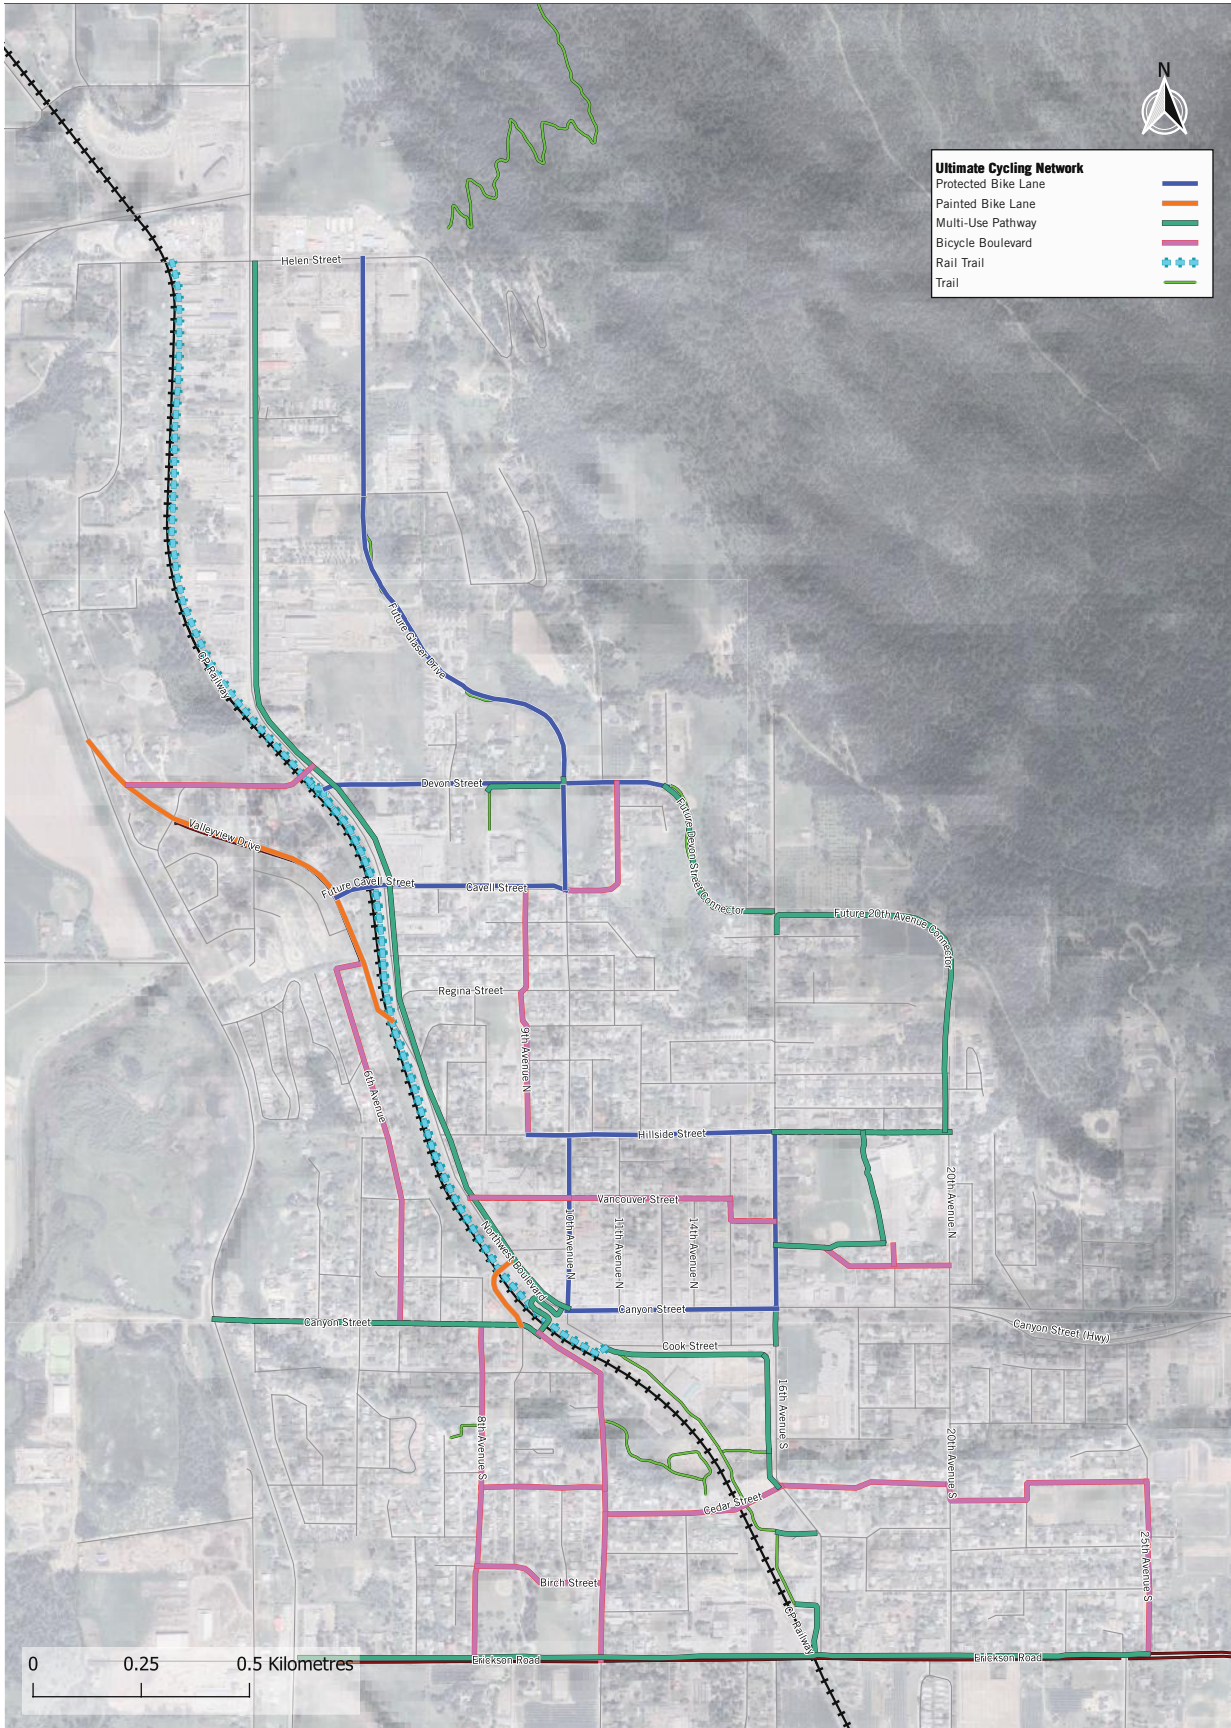 N
Ultimate Cycling Network
Protected Bike Lane
Painted Bike Lane
Multi-Use Pathway
Bicycle Boulevard
Rail Trail
Trail
Helen Street
Future Glaser Drive
CP Railway
Devon Street
Future Devon Street Connector
Valleyview Drive
Future Cavell Street
Cavell Street
Future 20th Avenue Connector
Regina Street
9th Avenue N
6th Avenue
Hillside Street
Vancouver Street
20th Avenue N
10th Avenue N
11th Avenue N
14th Avenue N
Northwest Boulevard
Canyon Street
Canyon Street
Canyon Street (Hwy)
Cook Street
16th Avenue S
8th Avenue S
20th Avenue S
Cedar Street
25th Avenue S
Birch Street
CP Railway
Erickson Road
Erickson Road
0 0.25 0.5 Kilometres